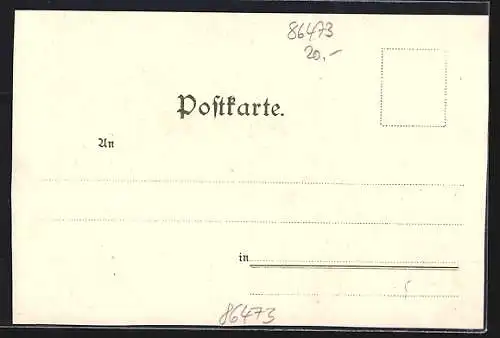 86473
20,-
Postkarte.
An
in
86473